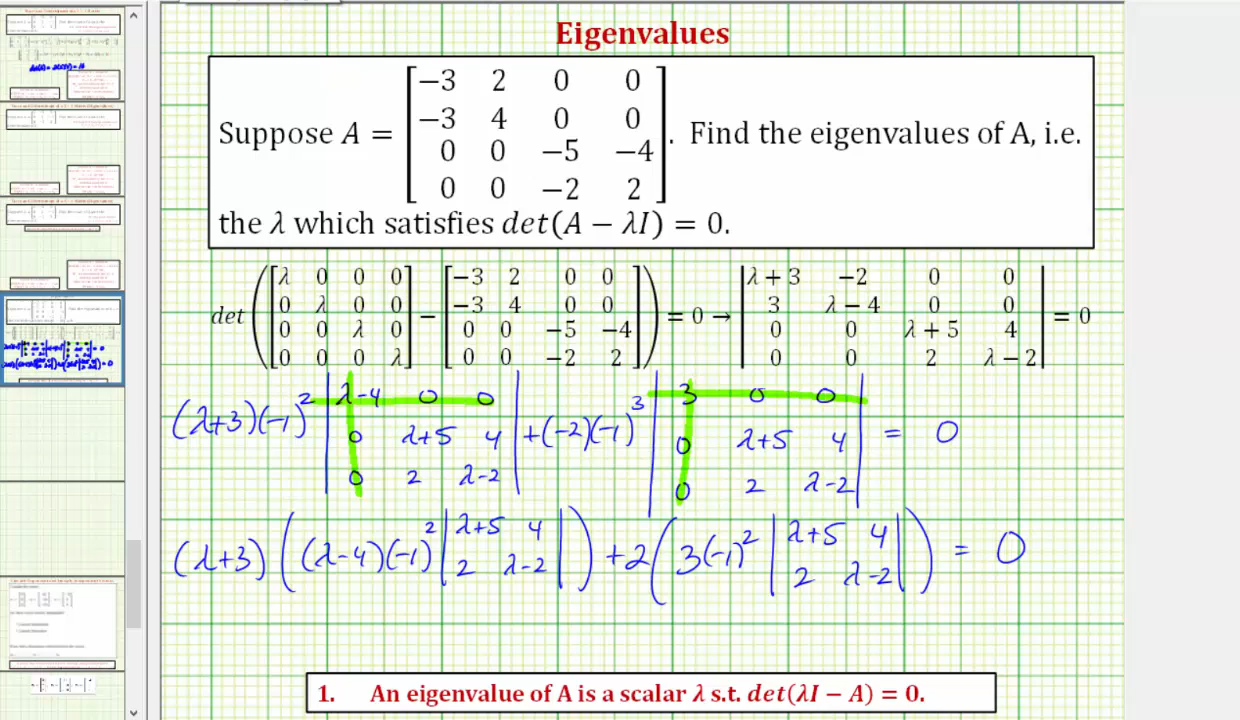 Eigenvalues
Suppose A = [−3 2 0 0; −3 4 0 0; 0 0 −5 −4; 0 0 −2 2]. Find the eigenvalues of A, i.e.
the λ which satisfies det(A − λI) = 0.
det([λ 0 0 0; 0 λ 0 0; 0 0 λ 0; 0 0 0 λ] − [−3 2 0 0; −3 4 0 0; 0 0 −5 −4; 0 0 −2 2]) = 0 → |λ + 3 −2 0 0; 3 λ − 4 0 0; 0 0 λ + 5 4; 0 0 2 λ − 2| = 0
(λ+3)(-1)² |λ-4 0 0; 0 λ+5 4; 0 2 λ-2| + (-2)(-1)³ |3 0 0; 0 λ+5 4; 0 2 λ-2| = 0
(λ+3)((λ-4)(-1)² |λ+5 4; 2 λ-2|) + 2(3(-1)² |λ+5 4; 2 λ-2|) = 0
1. An eigenvalue of A is a scalar λ s.t. det(λI − A) = 0.